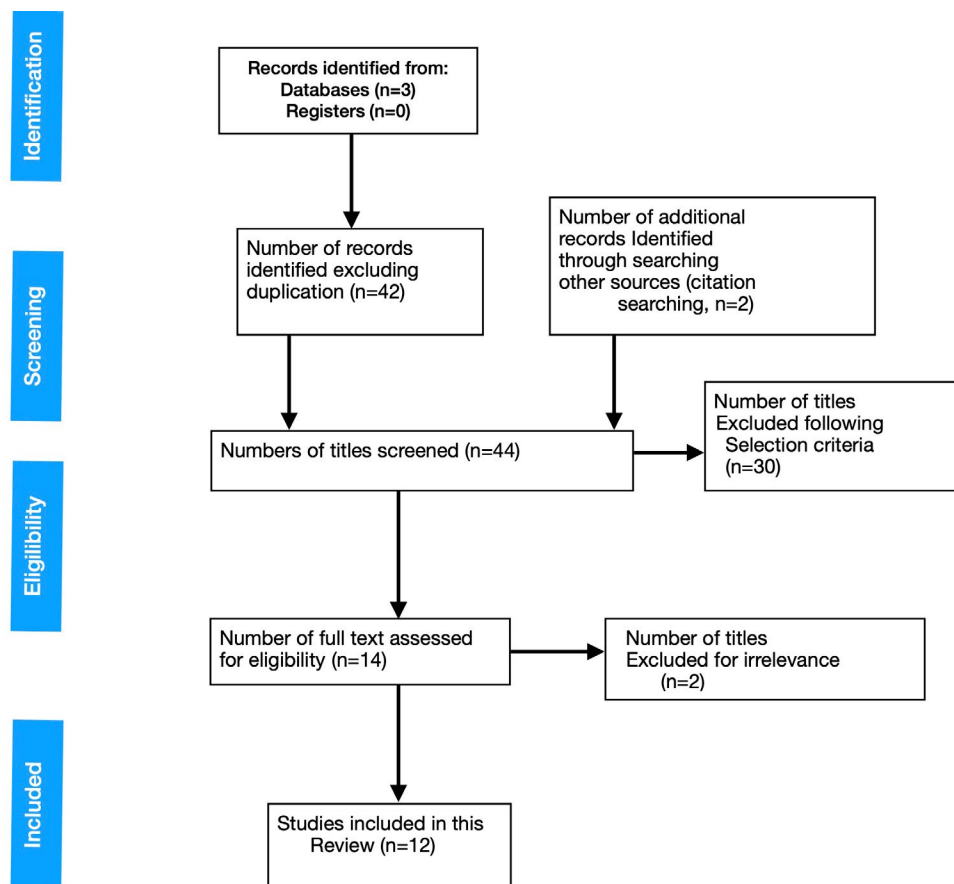 Identification
Records identified from:
Databases (n=3)
Registers (n=0)
Screening
Number of records
identified excluding
duplication (n=42)
Number of additional
records Identified
through searching
other sources (citation
searching, n=2)
Numbers of titles screened (n=44)
Number of titles
Excluded following
Selection criteria
(n=30)
Eligilibility
Number of full text assessed
for eligibility (n=14)
Number of titles
Excluded for irrelevance
(n=2)
Included
Studies included in this
Review (n=12)